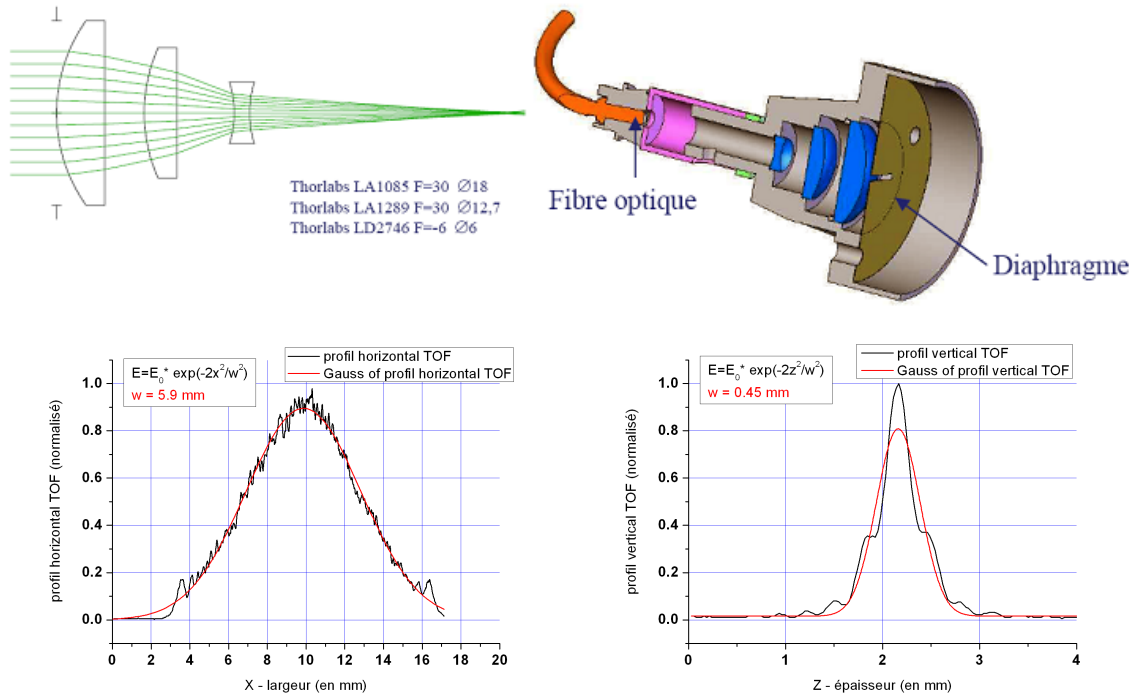 Thorlabs LA1085 F=30 Ø18
Thorlabs LA1289 F=30 Ø12,7
Thorlabs LD2746 F=-6 Ø6
Fibre optique
Diaphragme
profil horizontal TOF
Gauss of profil horizontal TOF
E=E₀* exp(-2x²/w²)
w = 5.9 mm
1.0
0.8
0.6
0.4
0.2
0.0
profil horizontal TOF (normalisé)
0 2 4 6 8 10 12 14 16 18 20
X - largeur (en mm)
profil vertical TOF
Gauss of profil vertical TOF
E=E₀* exp(-2z²/w²)
w = 0.45 mm
1.0
0.8
0.6
0.4
0.2
0.0
profil vertical TOF (normalisé)
0 1 2 3 4
Z - épaisseur (en mm)